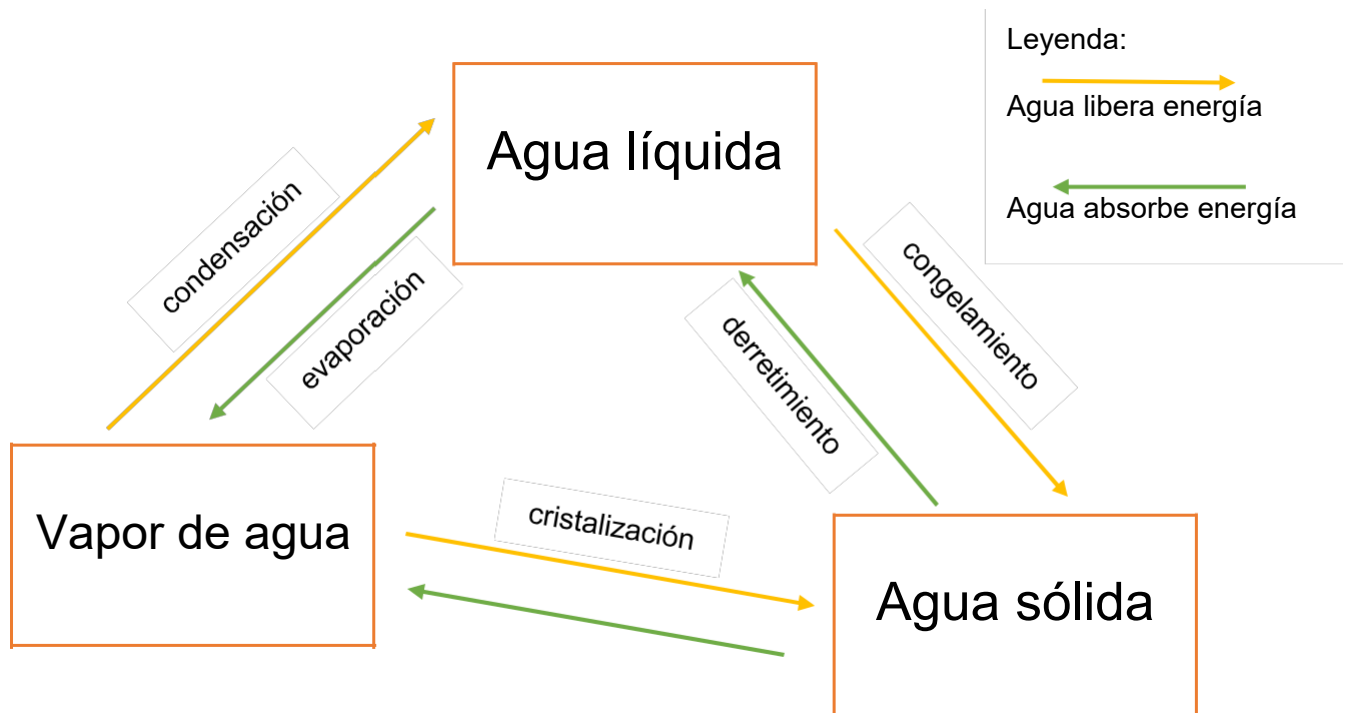 Leyenda:
Agua libera energía
Agua absorbe energía
Agua líquida
condensación
evaporación
congelamiento
derretimiento
Vapor de agua
cristalización
Agua sólida